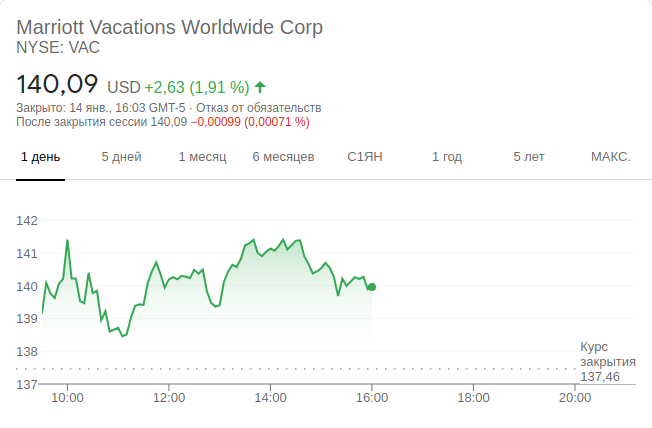 Marriott Vacations Worldwide Corp
NYSE: VAC
140,09 USD +2,63 (1,91 %)
Закрыто: 14 янв., 16:03 GMT-5 · Отказ от обязательств
После закрытия сессии 140,09 −0,00099 (0,00071 %)
1 день 5 дней 1 месяц 6 месяцев С1ЯН 1 год 5 лет МАКС.
142
141
140
139
138
137
Курс
закрытия
137,46
10:00 12:00 14:00 16:00 18:00 20:00